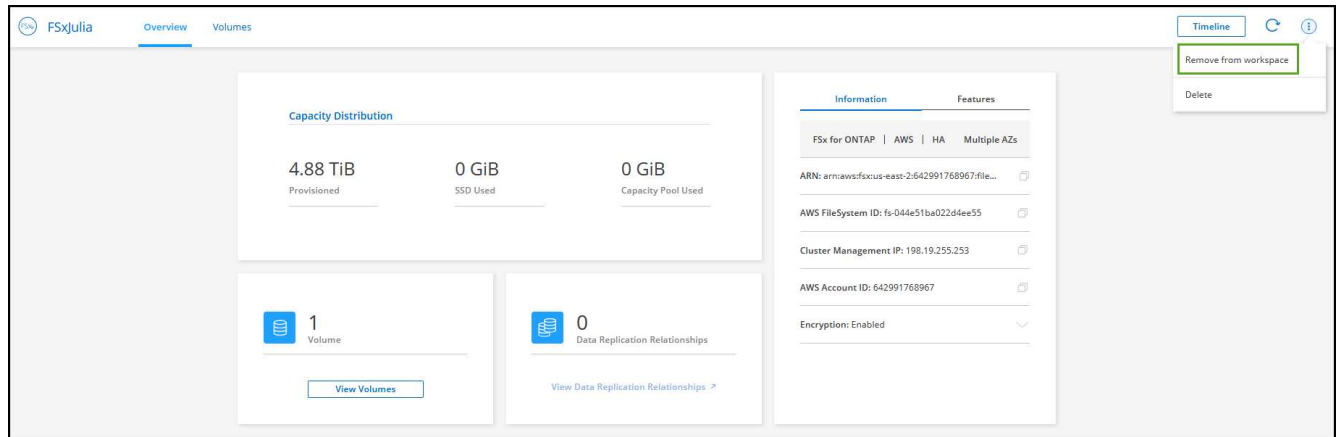 FSx FSxJulia Overview Volumes Timeline
Remove from workspace
Delete
Capacity Distribution
4.88 TiB 0 GiB 0 GiB
Provisioned SSD Used Capacity Pool Used
1
Volume
View Volumes
0
Data Replication Relationships
View Data Replication Relationships
Information Features
FSx for ONTAP | AWS | HA Multiple AZs
ARN: arn:aws:fsx:us-east-2:642991768967:file...
AWS FileSystem ID: fs-044e51ba022d4ee55
Cluster Management IP: 198.19.255.253
AWS Account ID: 642991768967
Encryption: Enabled